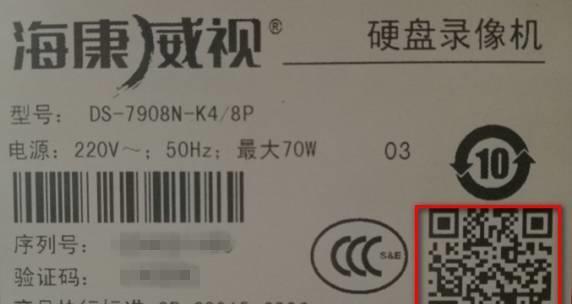 海康威视®
硬盘录像机
型号: DS-7908N-K4/8P
电源: 220V～; 50Hz; 最大70W 03
10
序列号:
CCC S&E
验证码: